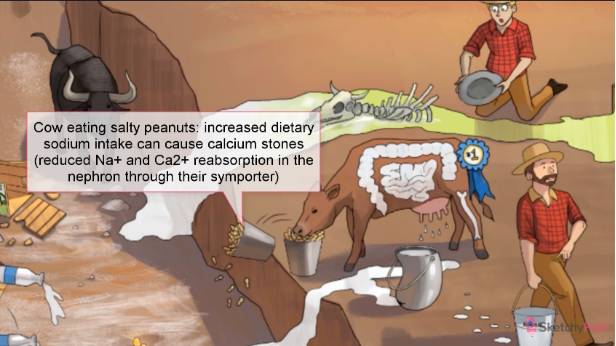 Cow eating salty peanuts: increased dietary
sodium intake can cause calcium stones
(reduced Na+ and Ca2+ reabsorption in the
nephron through their symporter)
#1
Sketchy